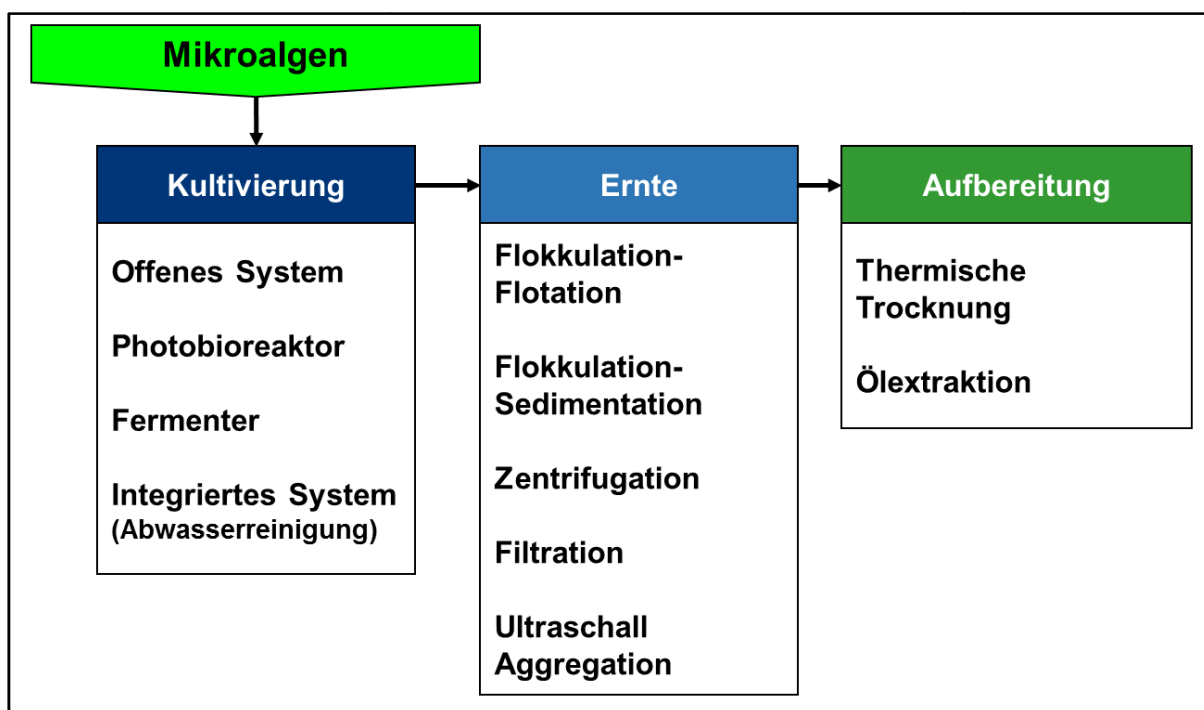 Mikroalgen
Kultivierung
Offenes System
Photobioreaktor
Fermenter
Integriertes System
(Abwasserreinigung)
Ernte
Flokkulation-
Flotation
Flokkulation-
Sedimentation
Zentrifugation
Filtration
Ultraschall
Aggregation
Aufbereitung
Thermische
Trocknung
Ölextraktion